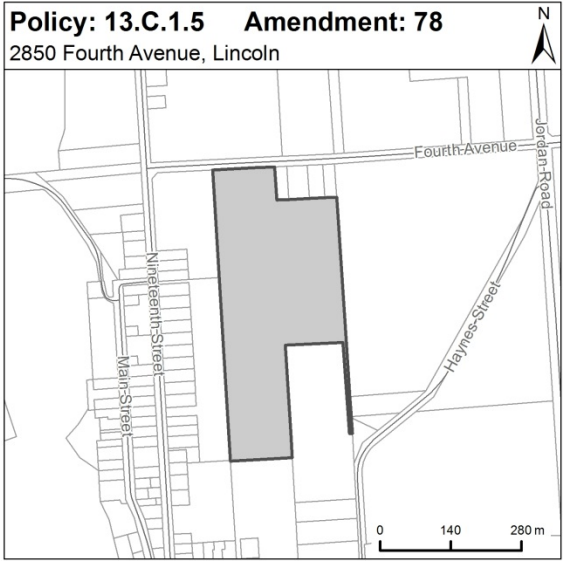 Policy: 13.C.1.5 Amendment: 78
2850 Fourth Avenue, Lincoln
N
Fourth Avenue
Jordan-Road
Nineteenth-Street
Haynes-Street
Main-Street
0 140 280 m